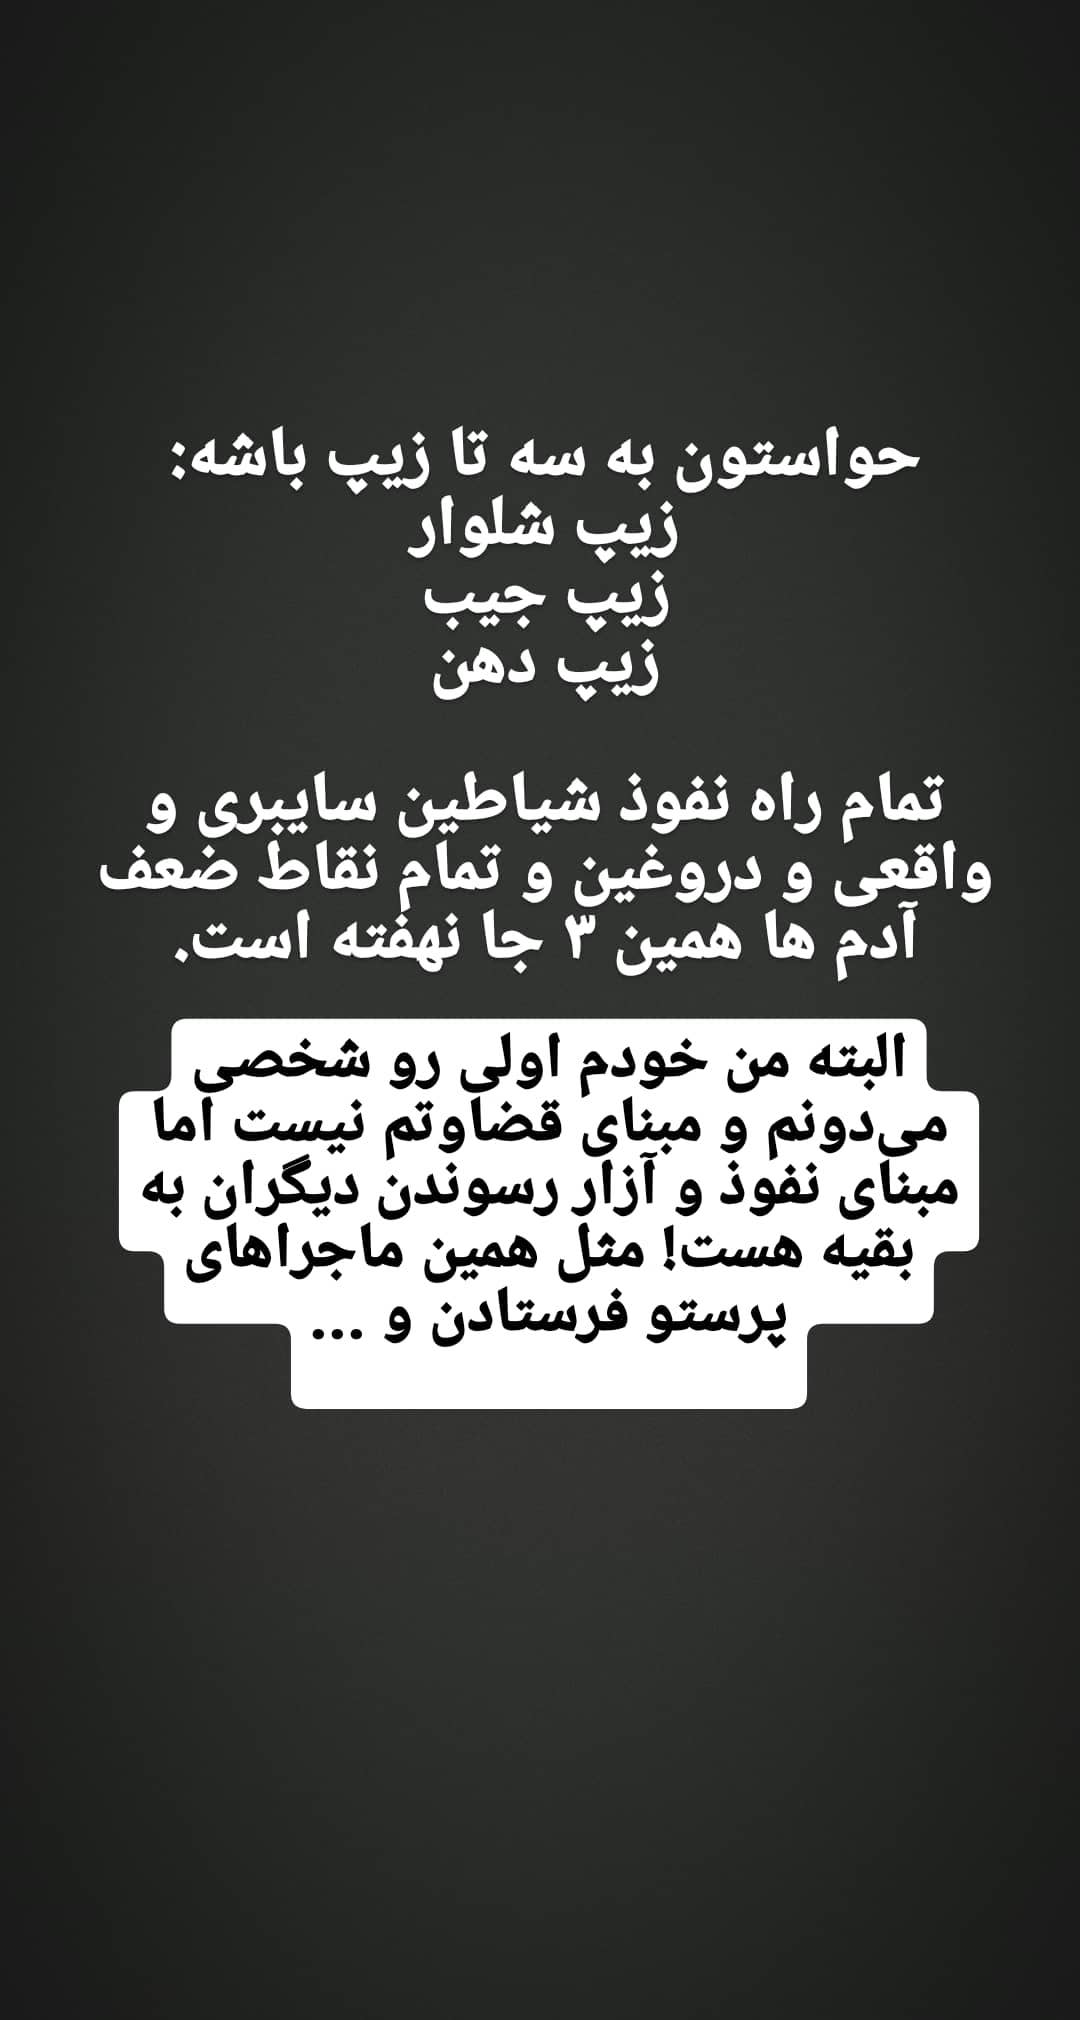 حواستون به سه تا زیپ باشه:
زیپ شلوار
زیپ جیب
زیپ دهن
تمام راه نفوذ شیاطین سایبری و
واقعی و دروغین و تمام نقاط ضعف
آدم ها همین ۳ جا نهفته است.
البته من خودم اولی رو شخصی
می‌دونم و مبنای قضاوتم نیست اما
مبنای نفوذ و آزار رسوندن دیگران به
بقیه هست! مثل همین ماجراهای
پرستو فرستادن و ...